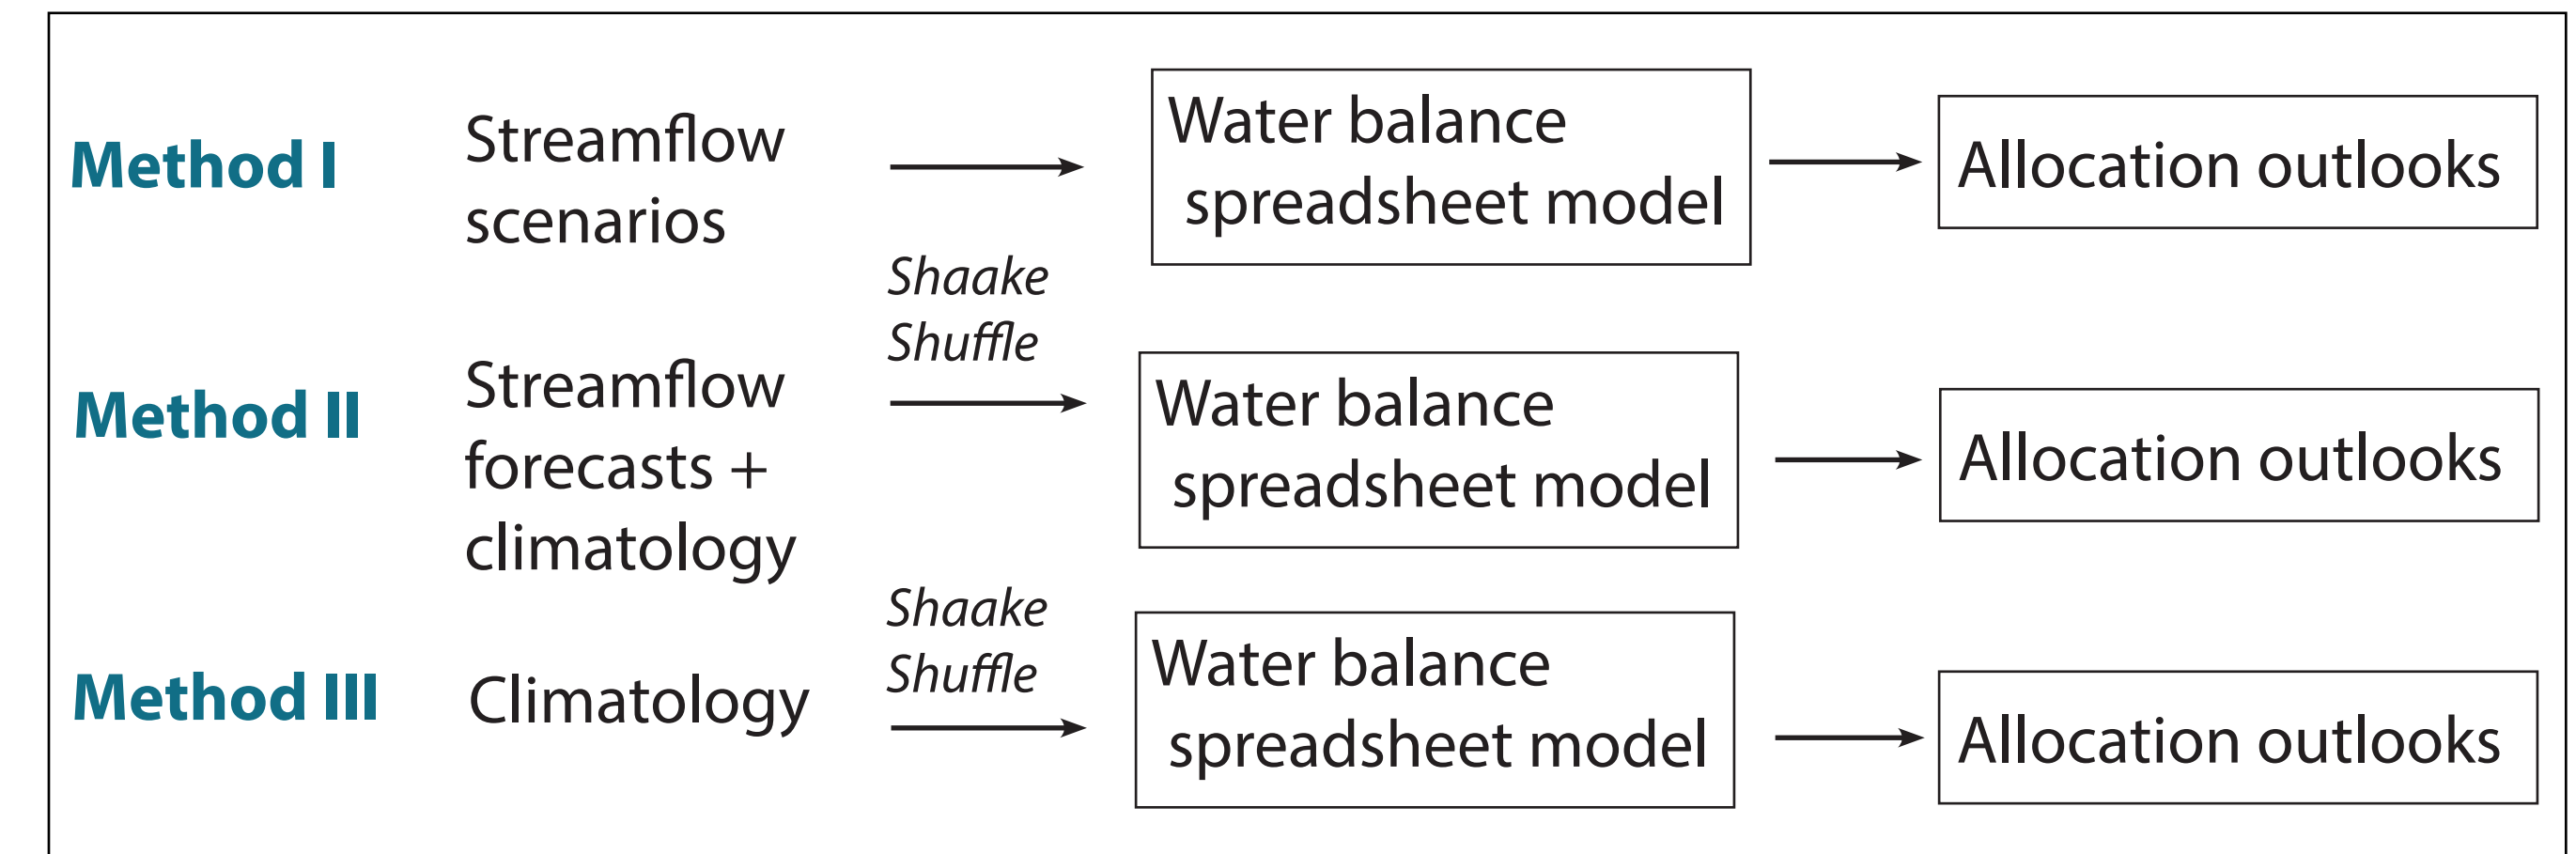 Method I
Streamflow
scenarios
Water balance
spreadsheet model
Allocation outlooks
Shaake
Shuffle
Method II
Streamflow
forecasts +
climatology
Water balance
spreadsheet model
Allocation outlooks
Shaake
Shuffle
Method III
Climatology
Water balance
spreadsheet model
Allocation outlooks